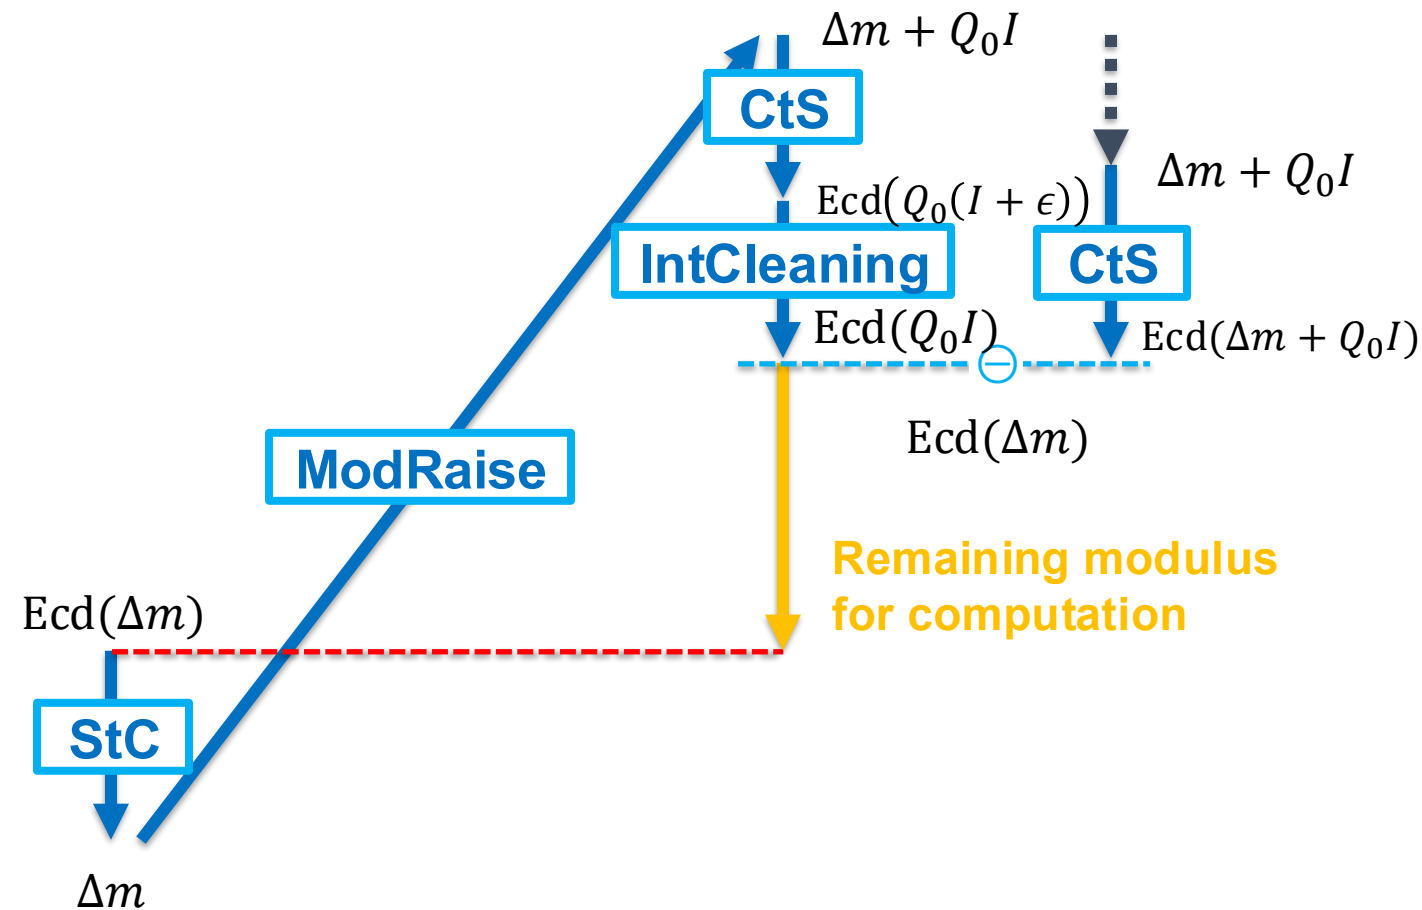 Δm + Q₀I
CtS
Δm + Q₀I
Ecd(Q₀(I + ϵ))
IntCleaning
CtS
Ecd(Q₀I)
Ecd(Δm + Q₀I)
Ecd(Δm)
ModRaise
Remaining modulus
for computation
Ecd(Δm)
StC
Δm